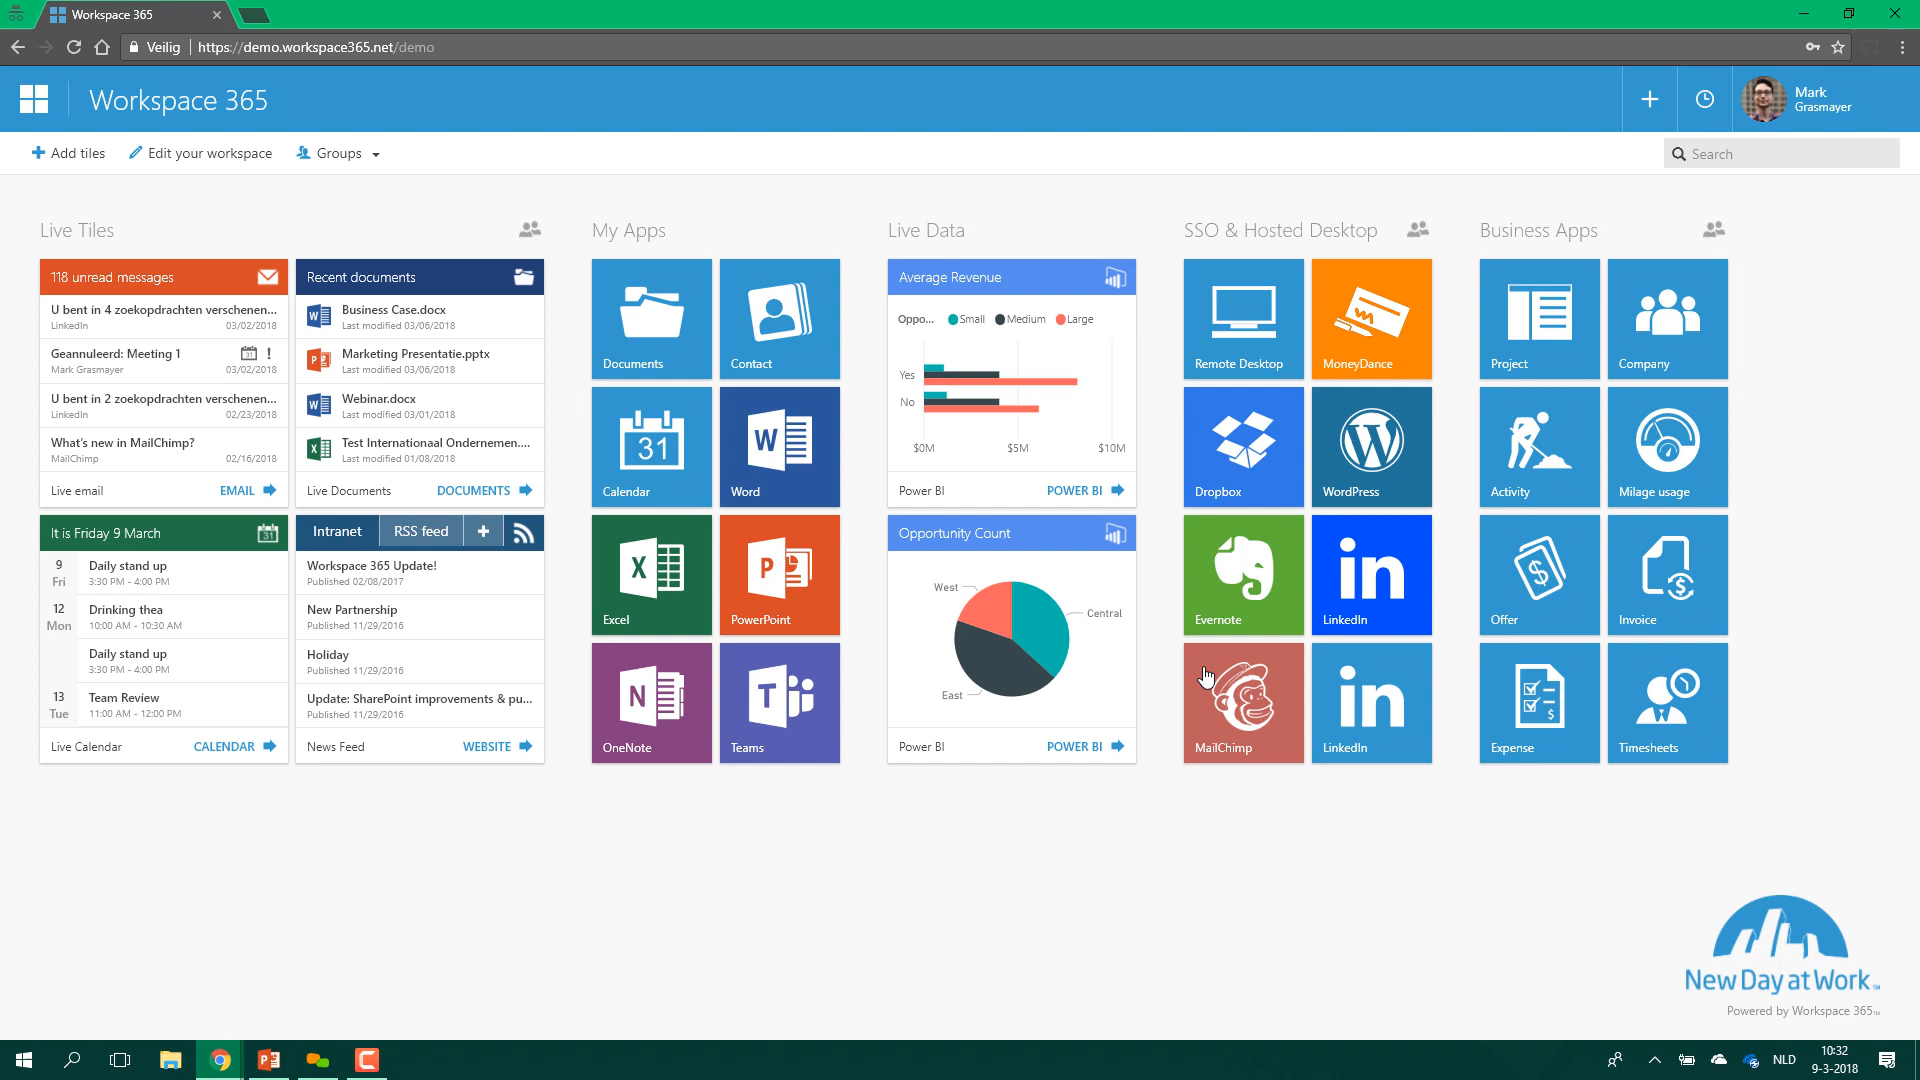 Workspace 365
Veilig https://demo.workspace365.net/demo
Workspace 365
Mark
Grasmayer
Add tiles Edit your workspace Groups
Search
Live Tiles
118 unread messages
U bent in 4 zoekopdrachten verschenen...
LinkedIn 03/02/2018
Geannuleerd: Meeting 1 31 !
Mark Grasmayer 03/02/2018
U bent in 2 zoekopdrachten verschenen...
LinkedIn 02/23/2018
What's new in MailChimp?
MailChimp 02/16/2018
Live email EMAIL
Recent documents
Business Case.docx
Last modified 03/06/2018
Marketing Presentatie.pptx
Last modified 03/06/2018
Webinar.docx
Last modified 03/01/2018
Test Internationaal Ondernemen....
Last modified 01/08/2018
Live Documents DOCUMENTS
It is Friday 9 March 31
9 Daily stand up
Fri 3:30 PM - 4:00 PM
12 Drinking thea
Mon 10:00 AM - 10:30 AM
Daily stand up
3:30 PM - 4:00 PM
13 Team Review
Tue 11:00 AM - 12:00 PM
Live Calendar CALENDAR
Intranet RSS feed +
Workspace 365 Update!
Published 02/08/2017
New Partnership
Published 11/29/2016
Holiday
Published 11/29/2016
Update: SharePoint improvements & pu...
Published 11/29/2016
News Feed WEBSITE
My Apps
Documents
Contact
31
Calendar
W
Word
X
Excel
P
PowerPoint
N
OneNote
T
Teams
Live Data
Average Revenue
Oppo... Small Medium Large
Yes
No
$0M $5M $10M
Power BI POWER BI
Opportunity Count
West
Central
East
Power BI POWER BI
SSO & Hosted Desktop
Remote Desktop
MoneyDance
Dropbox
W
WordPress
Evernote
in
LinkedIn
MailChimp
in
LinkedIn
Business Apps
Project
Company
Activity
Milage usage
$
Offer
$
Invoice
$
Expense
Timesheets
New Day at Work™
Powered by Workspace 365™
NLD
10:32
9-3-2018